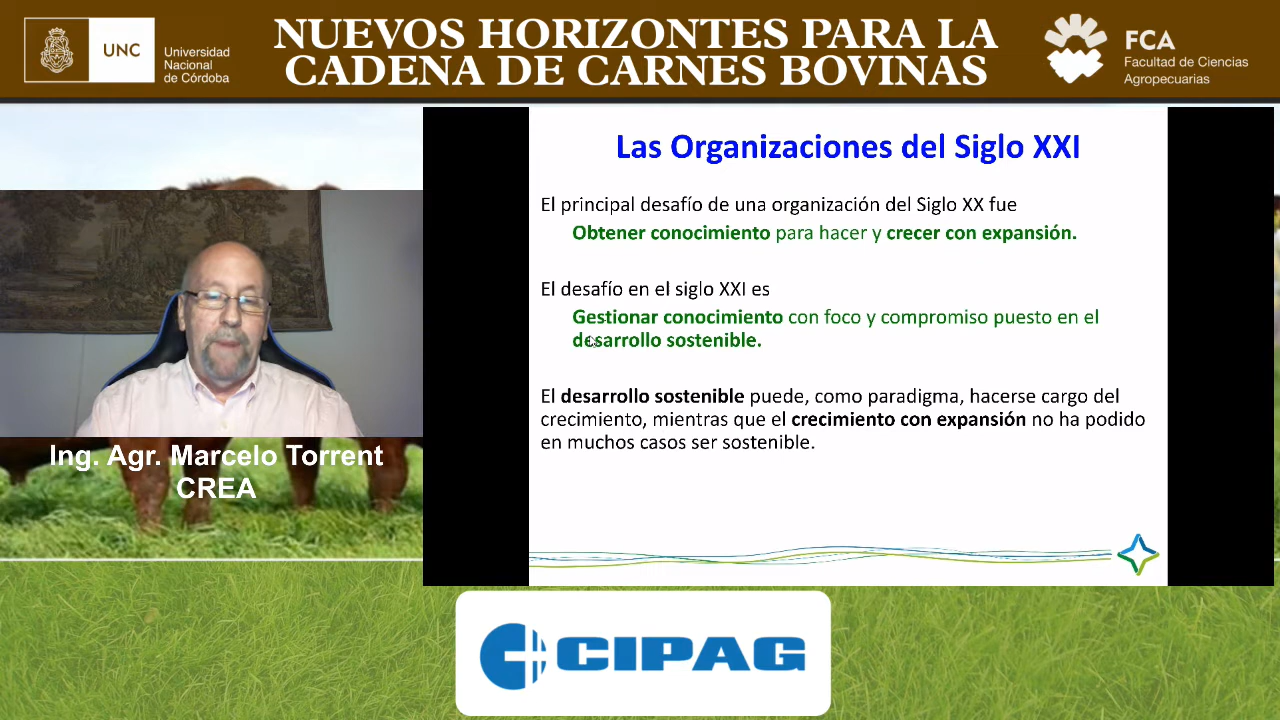 UNC
Universidad
Nacional
de Córdoba
NUEVOS HORIZONTES PARA LA
CADENA DE CARNES BOVINAS
FCA
Facultad de Ciencias
Agropecuarias
Las Organizaciones del Siglo XXI
El principal desafío de una organización del Siglo XX fue
Obtener conocimiento para hacer y crecer con expansión.
El desafío en el siglo XXI es
Gestionar conocimiento con foco y compromiso puesto en el
desarrollo sostenible.
El desarrollo sostenible puede, como paradigma, hacerse cargo del
crecimiento, mientras que el crecimiento con expansión no ha podido
en muchos casos ser sostenible.
Ing. Agr. Marcelo Torrent
CREA
CIPAG